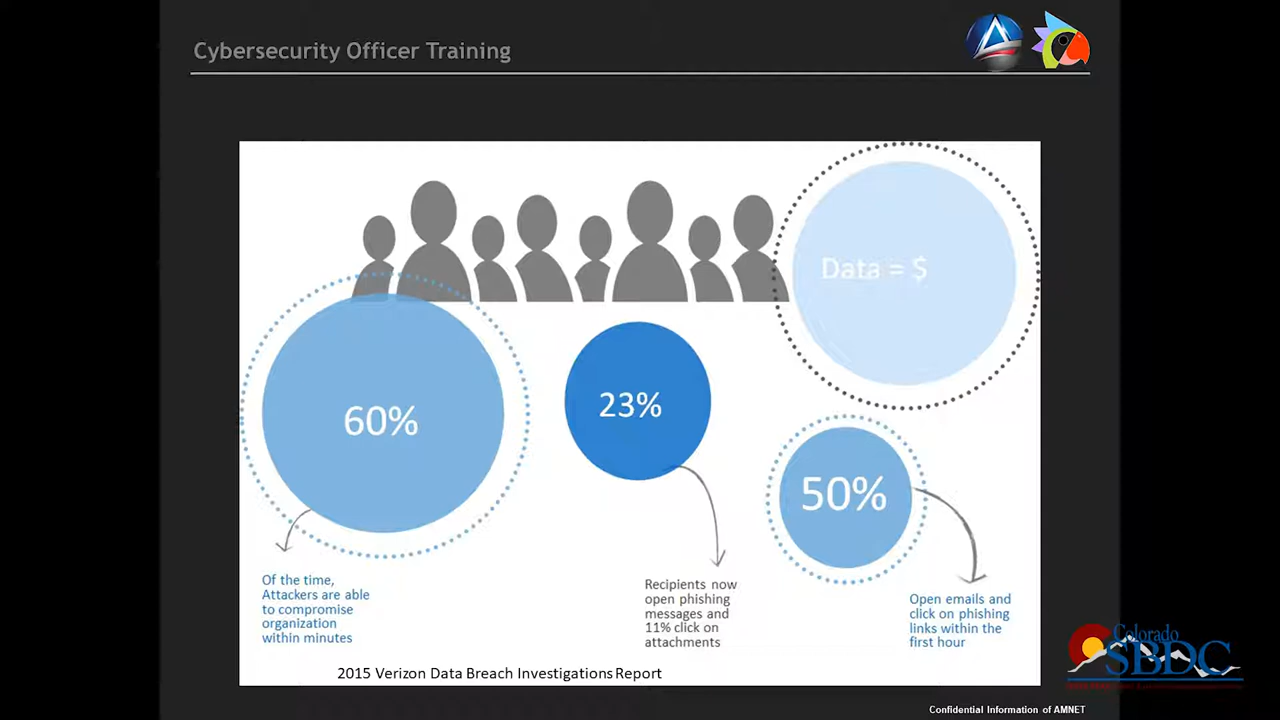 Cybersecurity Officer Training
Data = $
60%
23%
50%
Of the time,
Attackers are able
to compromise
organization
within minutes
Recipients now
open phishing
messages and
11% click on
attachments
Open emails and
click on phishing
links within the
first hour
2015 Verizon Data Breach Investigations Report
Colorado
SBDC
Confidential Information of AMNET